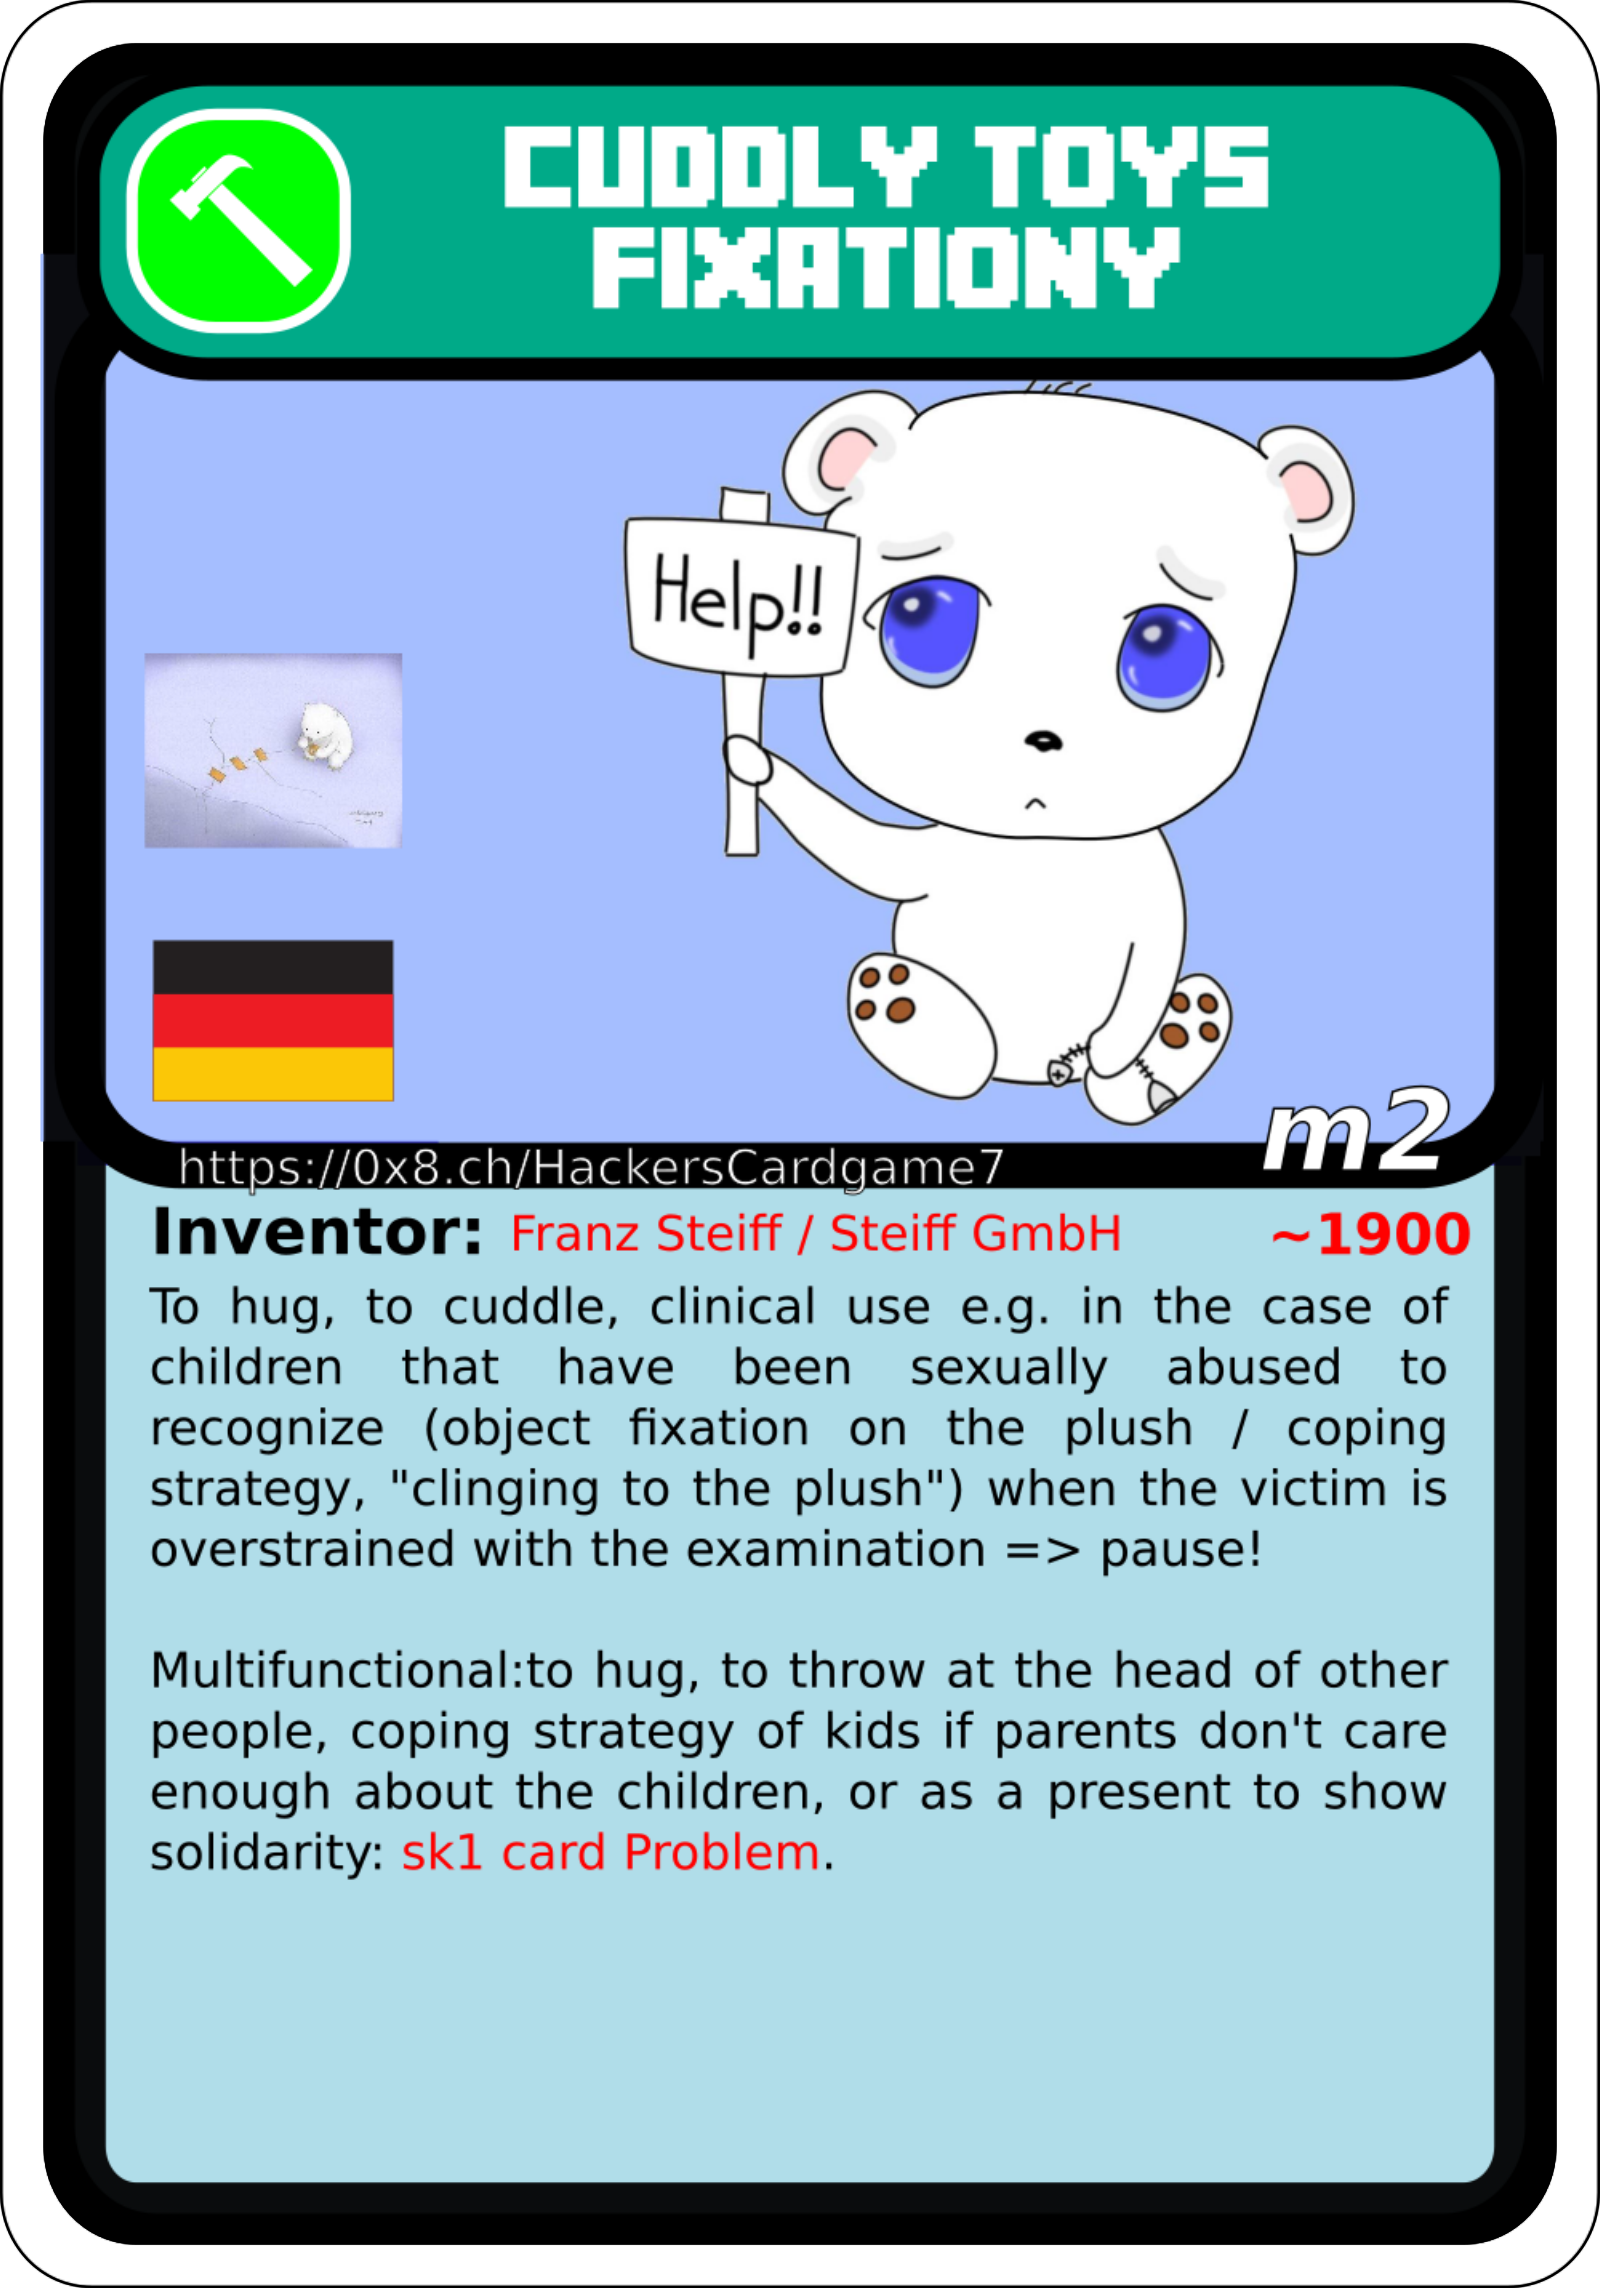 CUDDLY TOYS
FIXATIONY
Help!!
m2
https://0x8.ch/HackersCardgame7
Inventor: Franz Steiff / Steiff GmbH ~1900
To hug, to cuddle, clinical use e.g. in the case of
children that have been sexually abused to
recognize (object fixation on the plush / coping
strategy, "clinging to the plush") when the victim is
overstrained with the examination => pause!
Multifunctional:to hug, to throw at the head of other
people, coping strategy of kids if parents don't care
enough about the children, or as a present to show
solidarity: sk1 card Problem.